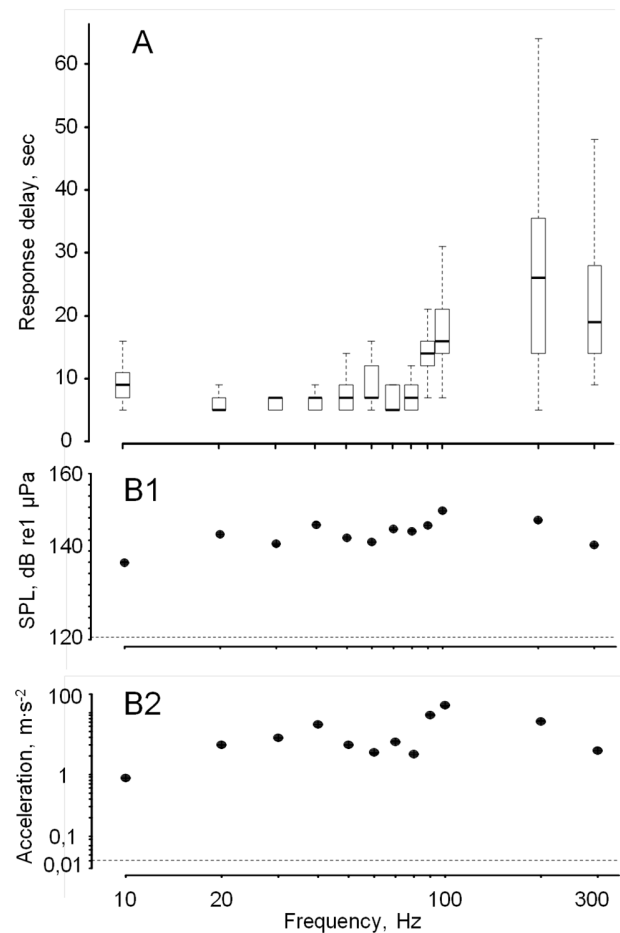 A
Response delay, sec
60
50
40
30
20
10
0
B1
SPL, dB re1 µPa
160
140
120
B2
Acceleration, m·s-2
100
1
0,1
0,01
10 20 100 300
Frequency, Hz